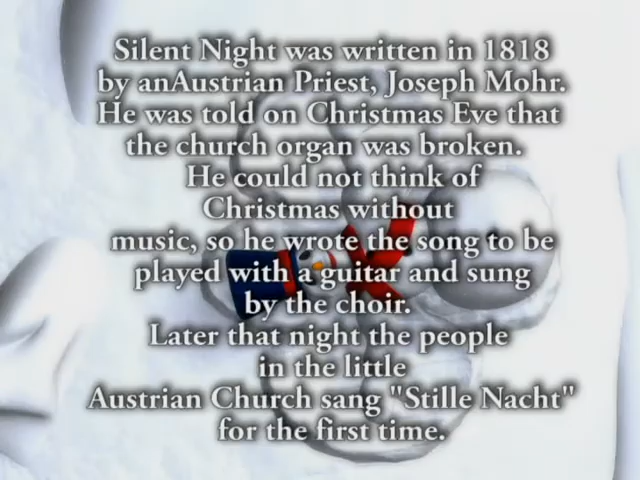 Silent Night was written in 1818
by anAustrian Priest, Joseph Mohr.
He was told on Christmas Eve that
the church organ was broken.
He could not think of
Christmas without
music, so he wrote the song to be
played with a guitar and sung
by the choir.
Later that night the people
in the little
Austrian Church sang "Stille Nacht"
for the first time.